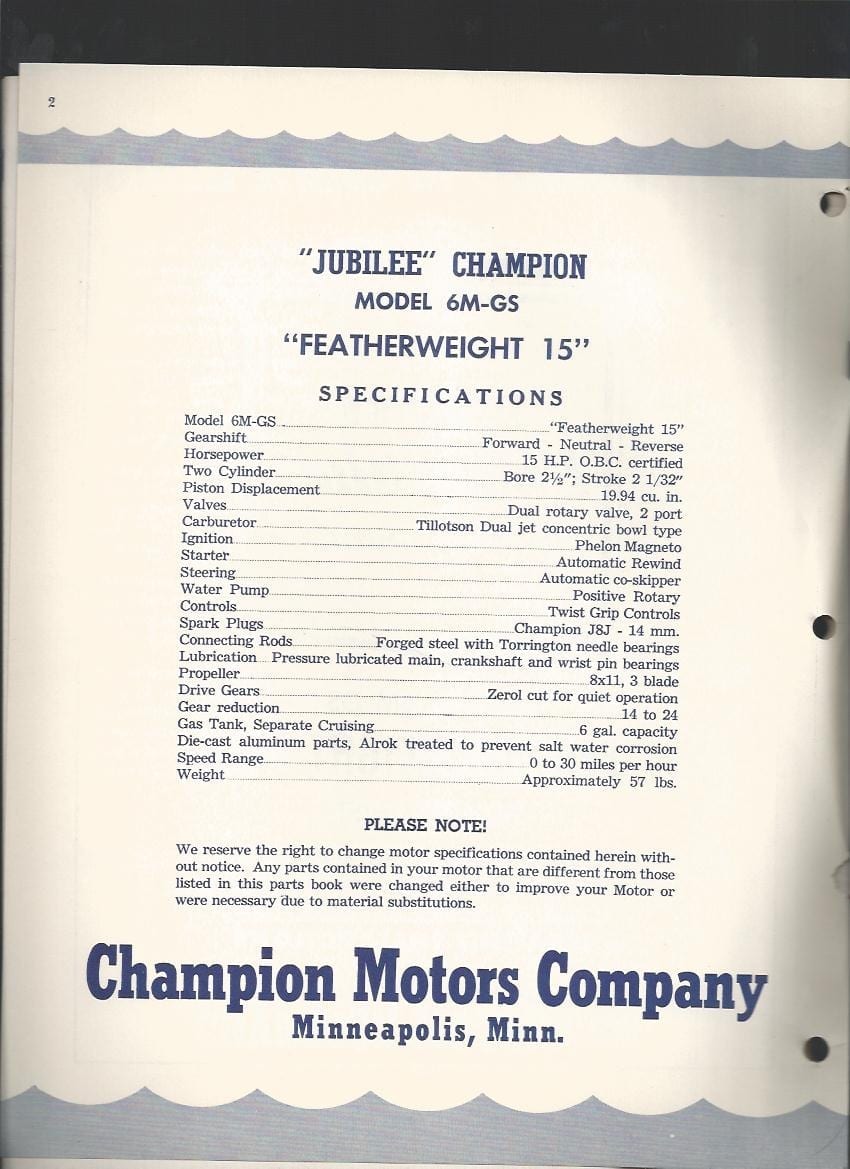 2
"JUBILEE" CHAMPION
MODEL 6M-GS
"FEATHERWEIGHT 15"
SPECIFICATIONS
Model 6M-GS "Featherweight 15"
Gearshift Forward - Neutral - Reverse
Horsepower 15 H.P. O.B.C. certified
Two Cylinder Bore 2½"; Stroke 2 1/32"
Piston Displacement 19.94 cu. in.
Valves Dual rotary valve, 2 port
Carburetor Tillotson Dual jet concentric bowl type
Ignition Phelon Magneto
Starter Automatic Rewind
Steering Automatic co-skipper
Water Pump Positive Rotary
Controls Twist Grip Controls
Spark Plugs Champion J8J - 14 mm.
Connecting Rods Forged steel with Torrington needle bearings
Lubrication Pressure lubricated main, crankshaft and wrist pin bearings
Propeller 8x11, 3 blade
Drive Gears Zerol cut for quiet operation
Gear reduction 14 to 24
Gas Tank, Separate Cruising 6 gal. capacity
Die-cast aluminum parts, Alrok treated to prevent salt water corrosion
Speed Range 0 to 30 miles per hour
Weight Approximately 57 lbs.
PLEASE NOTE!
We reserve the right to change motor specifications contained herein with-
out notice. Any parts contained in your motor that are different from those
listed in this parts book were changed either to improve your Motor or
were necessary due to material substitutions.
Champion Motors Company
Minneapolis, Minn.